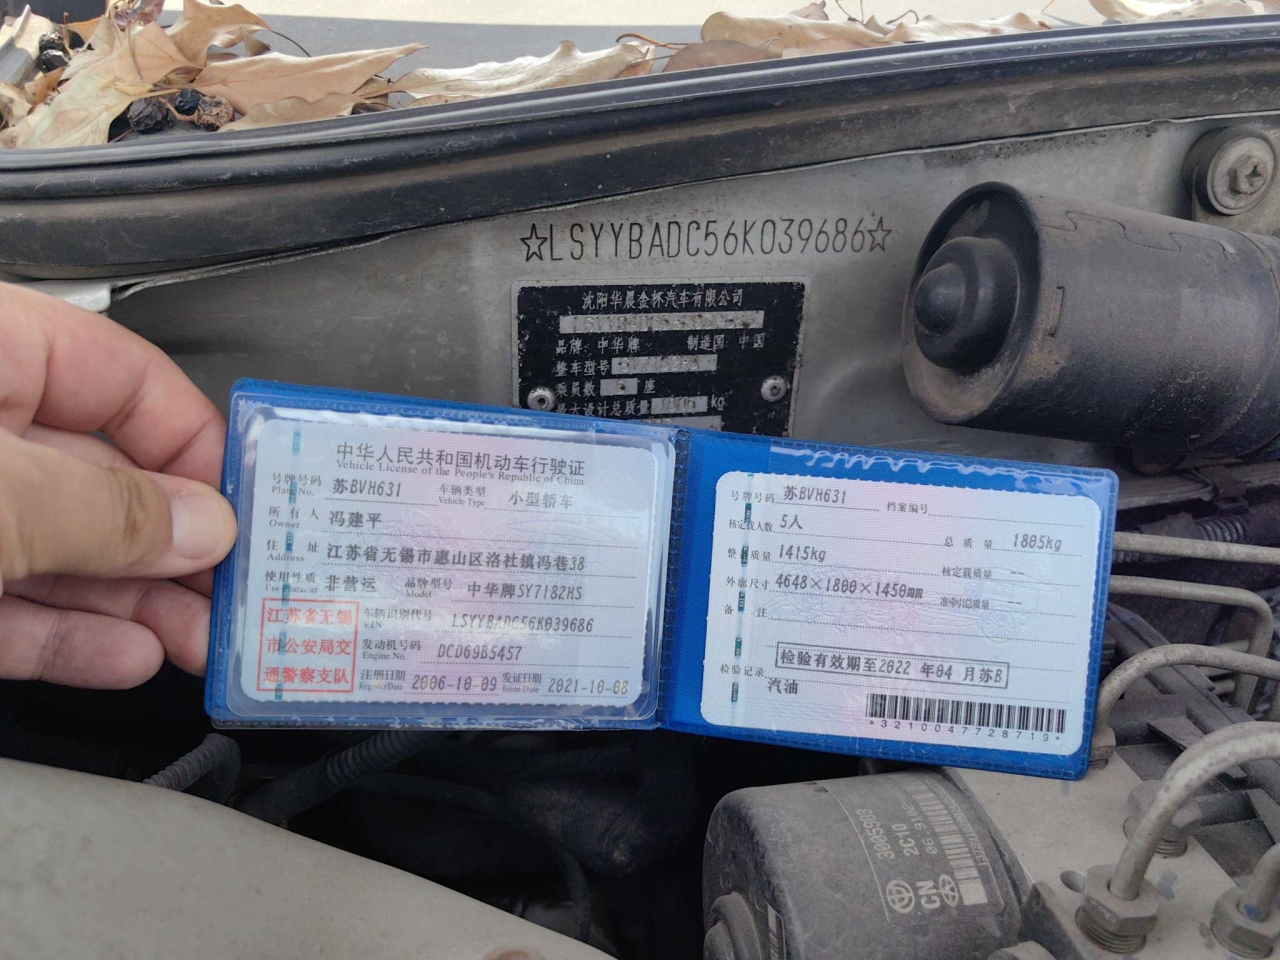 ☆LSYYBADC56K039686☆
沈阳华晨金杯汽车有限公司
品牌 中华牌 制造国 中国
整车型号
乘员数 座
最大设计总质量 kg
中华人民共和国机动车行驶证
Vehicle License of the People's Republic of China
号牌号码 苏BVH631 车辆类型 小型轿车
Plate No. Vehicle Type
所有人 冯建平
Owner
住址 江苏省无锡市惠山区洛社镇冯巷38
Address
使用性质 非营运 品牌型号 中华牌SY7182HS
Use Character Model
江苏省无锡
市公安局交
通警察支队
车辆识别代号 LSYYBADC56K039686
VIN
发动机号码 DCD69B5457
Engine No.
注册日期 2006-10-09 发证日期 2021-10-08
Register Date Issue Date
号牌号码 苏BVH631 档案编号
核定载人数 5人 总质量 1805kg
整备质量 1415kg 核定载质量 --
外廓尺寸 4648×1800×1450mm 准牵引总质量 --
备注
检验有效期至2022年04月苏B
检验记录
汽油
*3210047728719*
3005989
2C10
CN